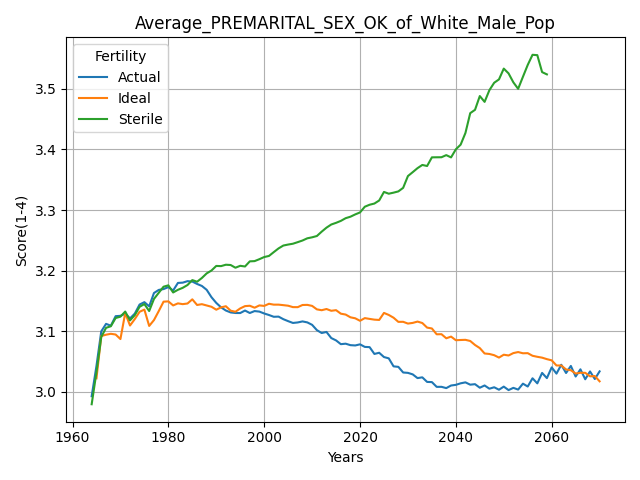 Average_PREMARITAL_SEX_OK_of_White_Male_Pop
Fertility
Actual
Ideal
Sterile
Score(1-4)
3.5
3.4
3.3
3.2
3.1
3.0
1960 1980 2000 2020 2040 2060
Years